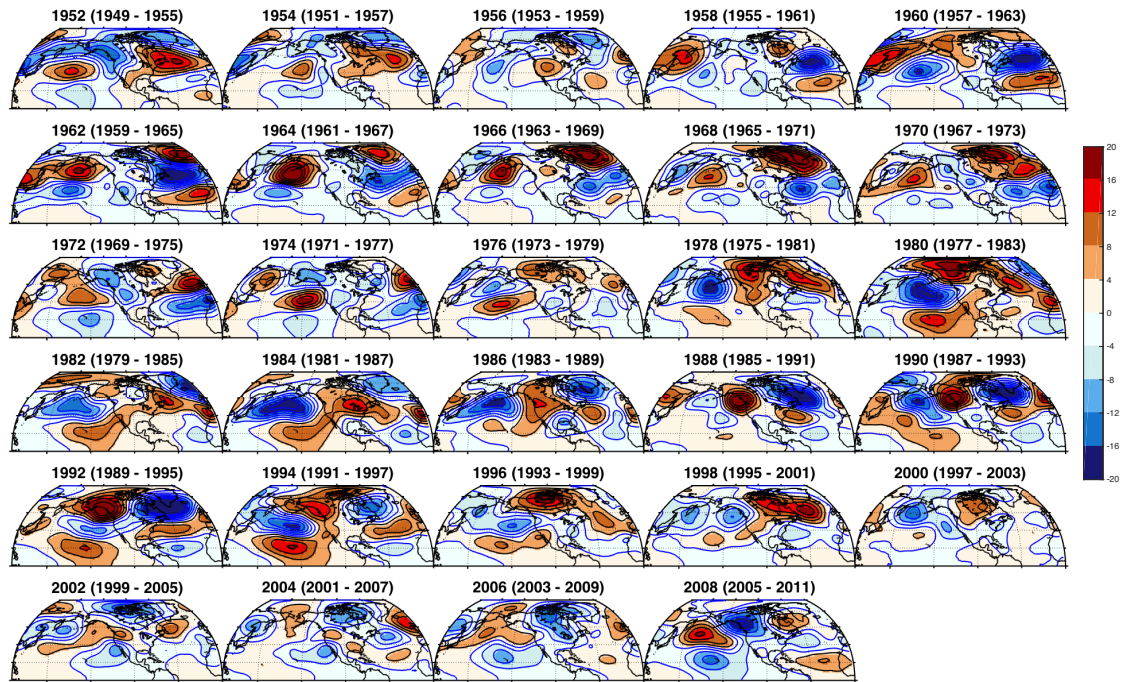 1952 (1949 - 1955) 1954 (1951 - 1957) 1956 (1953 - 1959) 1958 (1955 - 1961) 1960 (1957 - 1963)
1962 (1959 - 1965) 1964 (1961 - 1967) 1966 (1963 - 1969) 1968 (1965 - 1971) 1970 (1967 - 1973)
20
16
12
8
4
0
-4
-8
-12
-16
-20
1972 (1969 - 1975) 1974 (1971 - 1977) 1976 (1973 - 1979) 1978 (1975 - 1981) 1980 (1977 - 1983)
1982 (1979 - 1985) 1984 (1981 - 1987) 1986 (1983 - 1989) 1988 (1985 - 1991) 1990 (1987 - 1993)
1992 (1989 - 1995) 1994 (1991 - 1997) 1996 (1993 - 1999) 1998 (1995 - 2001) 2000 (1997 - 2003)
2002 (1999 - 2005) 2004 (2001 - 2007) 2006 (2003 - 2009) 2008 (2005 - 2011)